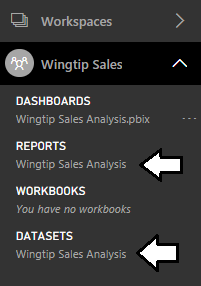 Workspaces
Wingtip Sales
DASHBOARDS
Wingtip Sales Analysis.pbix ...
REPORTS
Wingtip Sales Analysis
WORKBOOKS
You have no workbooks
DATASETS
Wingtip Sales Analysis